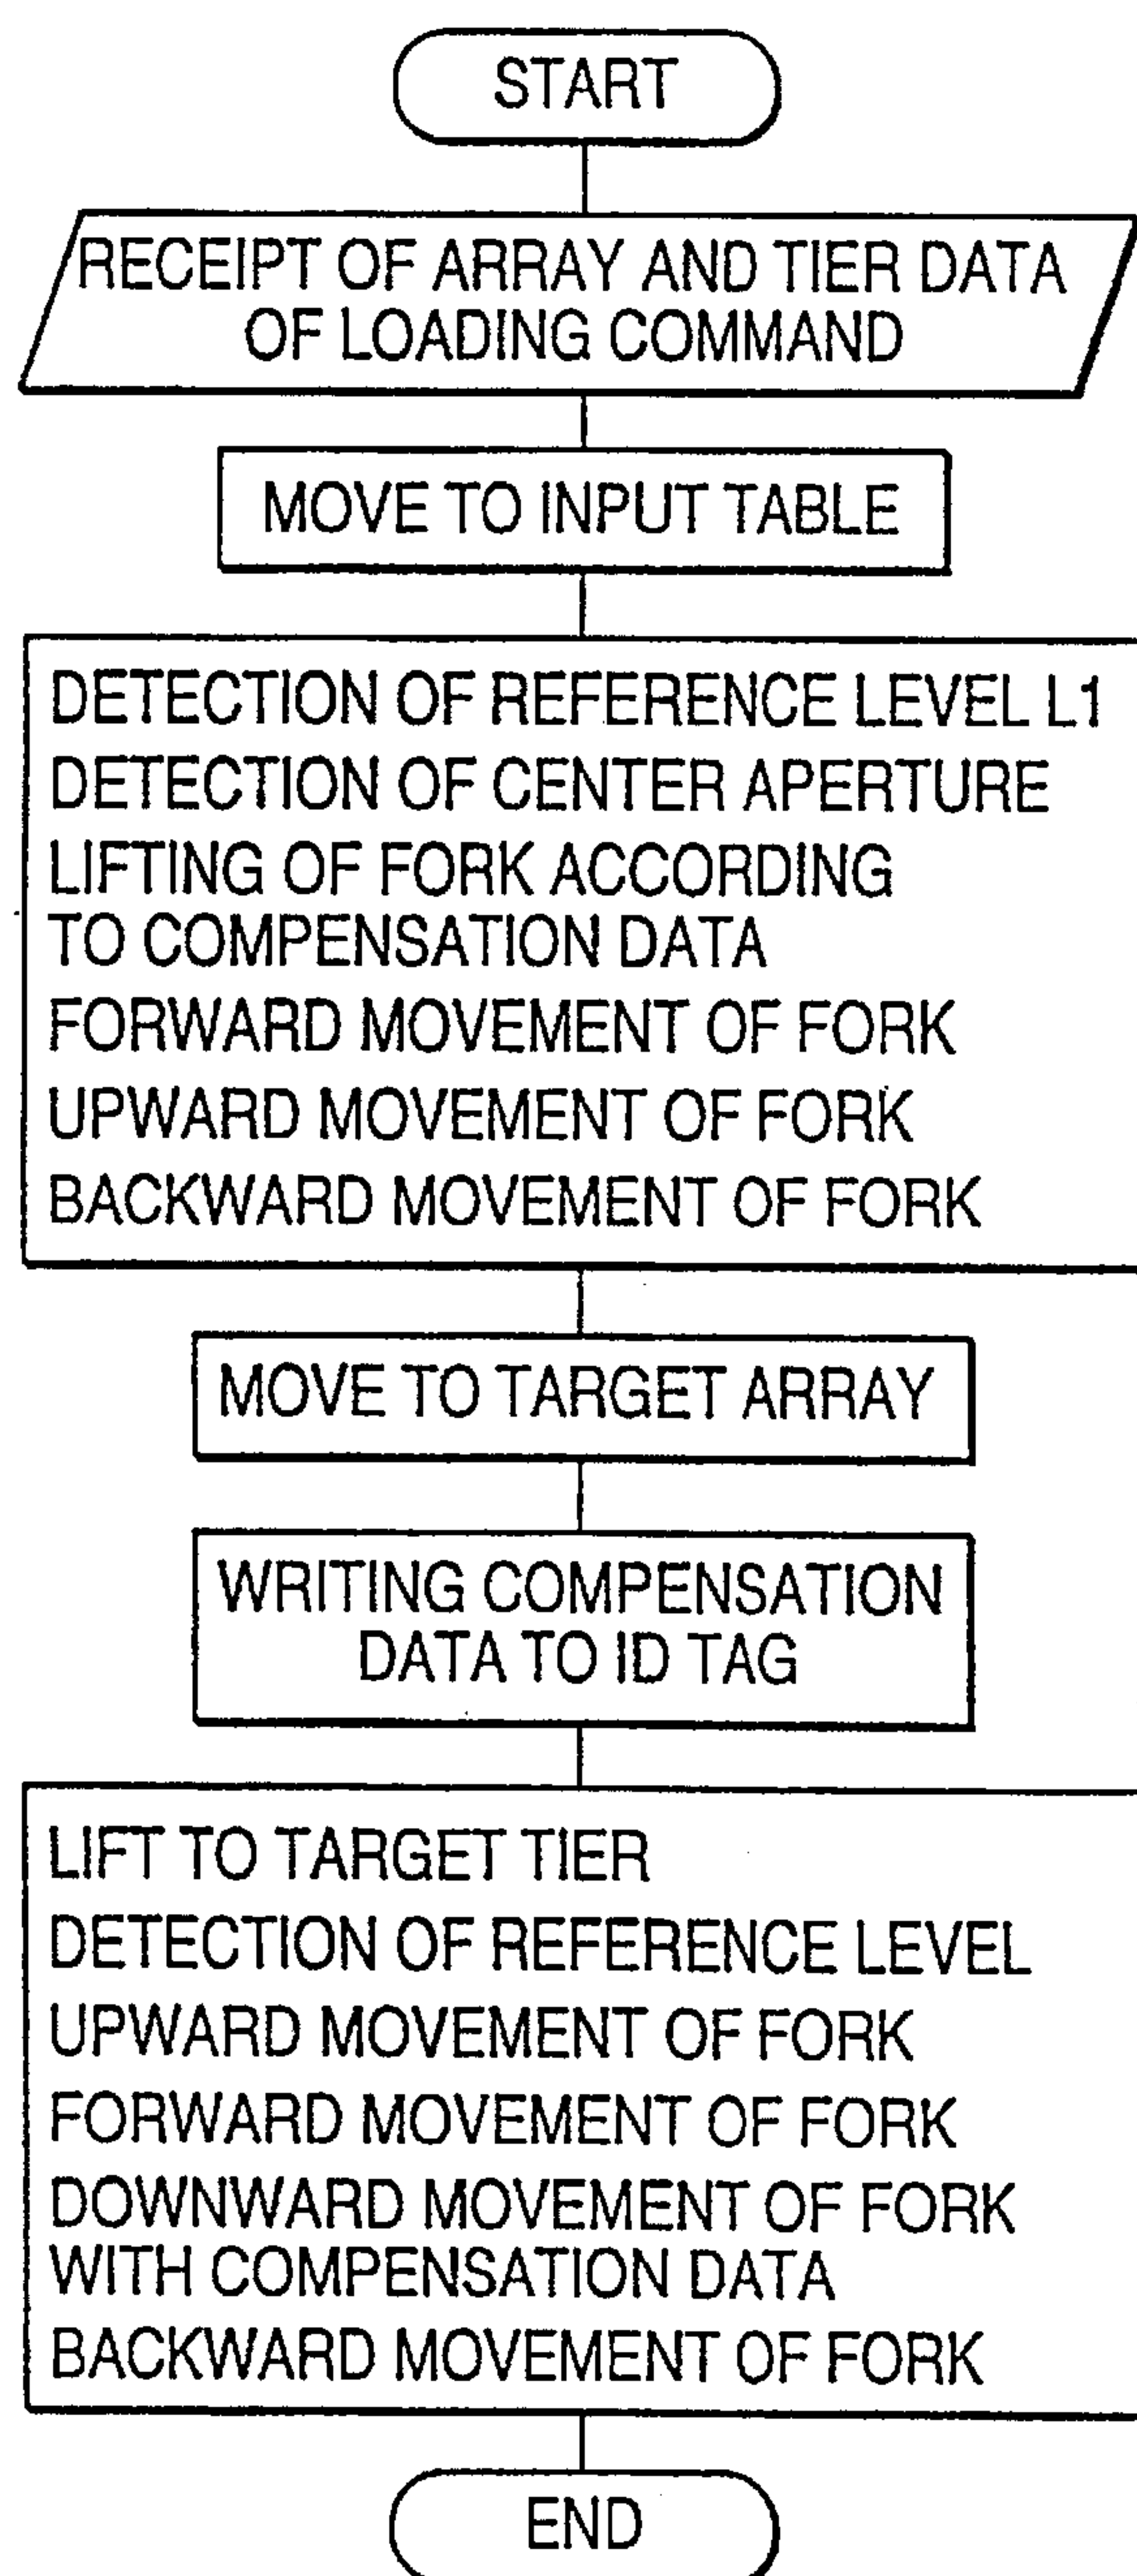 START
RECEIPT OF ARRAY AND TIER DATA
OF LOADING COMMAND
MOVE TO INPUT TABLE
DETECTION OF REFERENCE LEVEL L1
DETECTION OF CENTER APERTURE
LIFTING OF FORK ACCORDING
TO COMPENSATION DATA
FORWARD MOVEMENT OF FORK
UPWARD MOVEMENT OF FORK
BACKWARD MOVEMENT OF FORK
MOVE TO TARGET ARRAY
WRITING COMPENSATION
DATA TO ID TAG
LIFT TO TARGET TIER
DETECTION OF REFERENCE LEVEL
UPWARD MOVEMENT OF FORK
FORWARD MOVEMENT OF FORK
DOWNWARD MOVEMENT OF FORK
WITH COMPENSATION DATA
BACKWARD MOVEMENT OF FORK
END